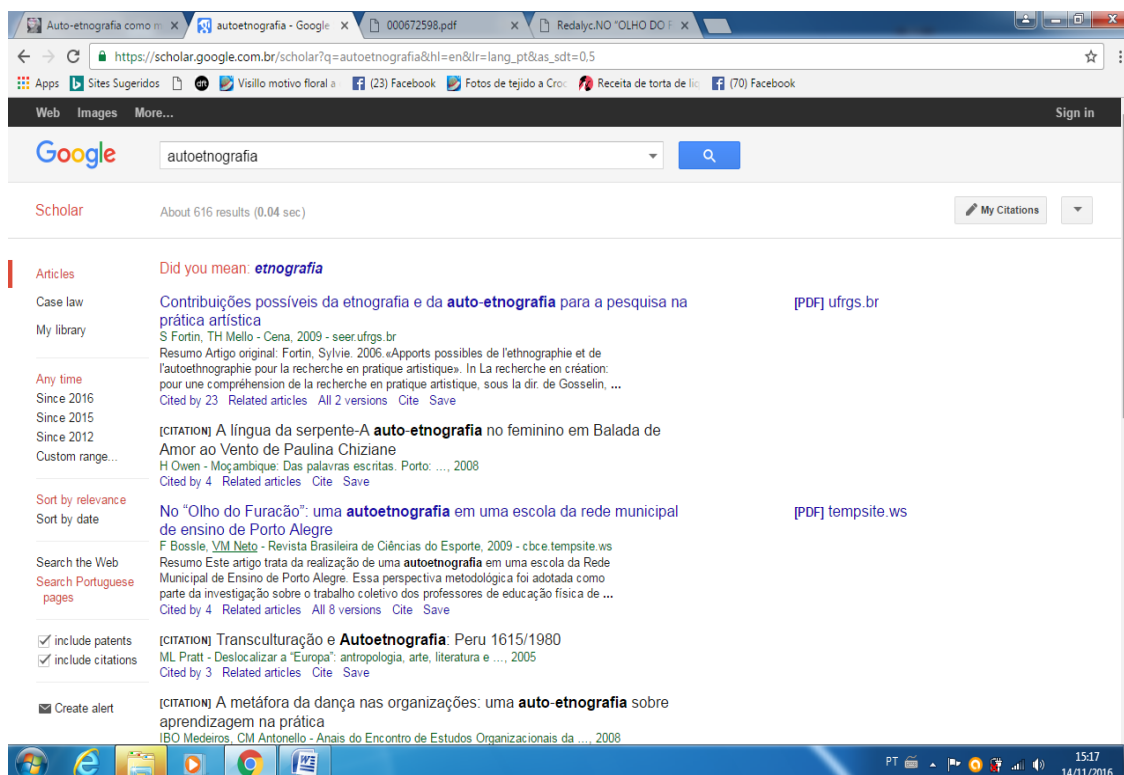 Auto-etnografia como m
autoetnografia - Google
000672598.pdf
Redalyc.NO "OLHO DO F
https://scholar.google.com.br/scholar?q=autoetnografia&hl=en&lr=lang_pt&as_sdt=0,5
Apps Sites Sugeridos dft Visillo motivo floral a (23) Facebook Fotos de tejido a Croc Receita de torta de liq (70) Facebook
Web Images More... Sign in
Google autoetnografia
Scholar About 616 results (0.04 sec) My Citations
Articles
Case law
My library
Any time
Since 2016
Since 2015
Since 2012
Custom range...
Sort by relevance
Sort by date
Search the Web
Search Portuguese
pages
include patents
include citations
Create alert
Did you mean: etnografia
Contribuições possíveis da etnografia e da auto-etnografia para a pesquisa na
prática artística
[PDF] ufrgs.br
S Fortin, TH Mello - Cena, 2009 - seer.ufrgs.br
Resumo Artigo original: Fortin, Sylvie. 2006.«Apports possibles de l'ethnographie et de
l'autoethnographie pour la recherche en pratique artistique». In La recherche en création:
pour une compréhension de la recherche en pratique artistique, sous la dir. de Gosselin, ...
Cited by 23 Related articles All 2 versions Cite Save
[CITATION] A língua da serpente-A auto-etnografia no feminino em Balada de
Amor ao Vento de Paulina Chiziane
H Owen - Moçambique: Das palavras escritas. Porto: ..., 2008
Cited by 4 Related articles Cite Save
No "Olho do Furacão": uma autoetnografia em uma escola da rede municipal
de ensino de Porto Alegre
[PDF] tempsite.ws
F Bossle, VM Neto - Revista Brasileira de Ciências do Esporte, 2009 - cbce.tempsite.ws
Resumo Este artigo trata da realização de uma autoetnografia em uma escola da Rede
Municipal de Ensino de Porto Alegre. Essa perspectiva metodológica foi adotada como
parte da investigação sobre o trabalho coletivo dos professores de educação física de ...
Cited by 4 Related articles All 8 versions Cite Save
[CITATION] Transculturação e Autoetnografia: Peru 1615/1980
ML Pratt - Deslocalizar a "Europa": antropologia, arte, literatura e ..., 2005
Cited by 3 Related articles Cite Save
[CITATION] A metáfora da dança nas organizações: uma auto-etnografia sobre
aprendizagem na prática
IBO Medeiros, CM Antonello - Anais do Encontro de Estudos Organizacionais da ..., 2008
PT 15:17
14/11/2016